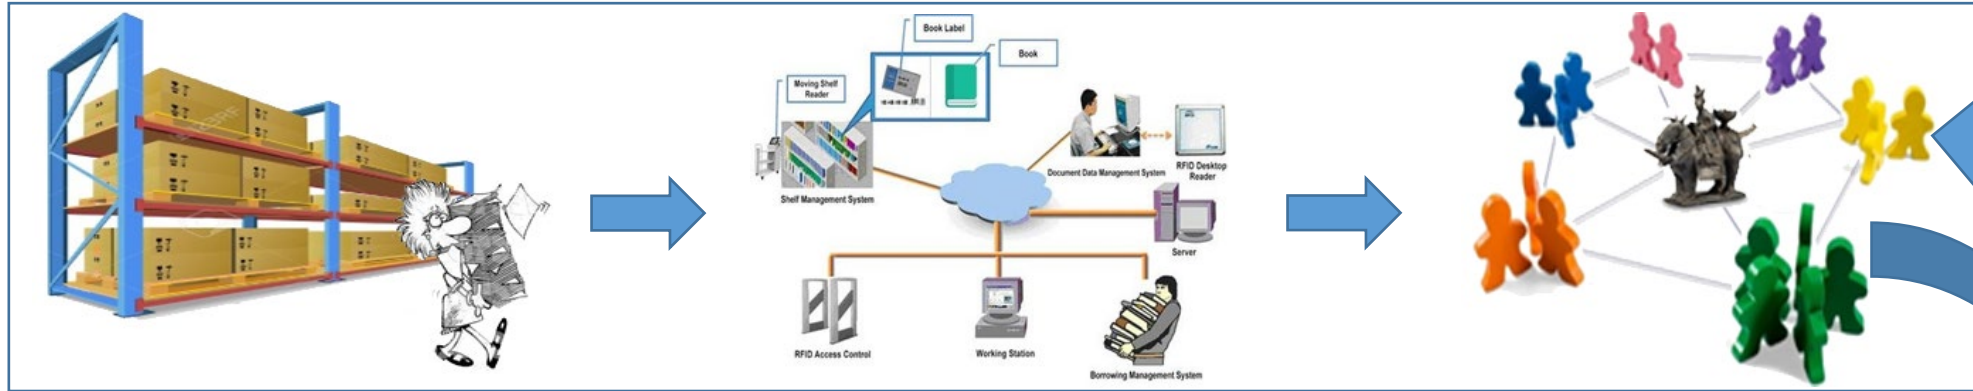 Book Label
Book
Moving Shelf
Reader
Shelf Management System
Document Data Management System
RFID Desktop
Reader
Server
RFID Access Control
Working Station
Borrowing Management System